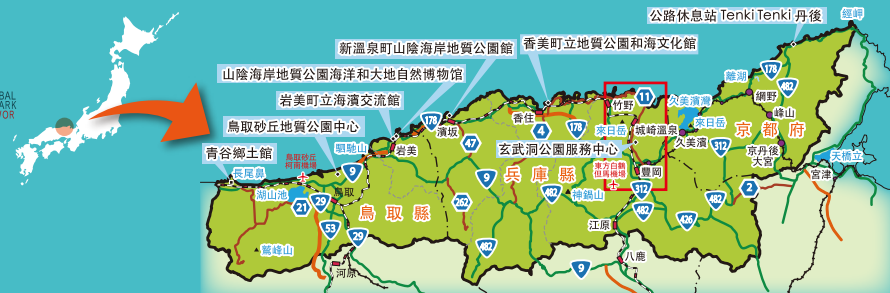 公路休息站 Tenki Tenki 丹後
經岬
香美町立地質公園和海文化館
新溫泉町山陰海岸地質公園館
山陰海岸地質公園海洋和大地自然博物館
岩美町立海濱交流館
鳥取砂丘地質公園中心
青谷鄉土館
長尾鼻
鳥取砂丘
柯南機場
駟馳山
湖山池
鳥取
鷲峰山
鳥取縣
岩美
濱坂
香住
竹野
來日岳
城崎溫泉
玄武洞公園服務中心
東方白鸛
但馬機場
豐岡
兵庫縣
神鍋山
江原
八鹿
河原
久美濱灣
來日岳
久美濱
離湖
網野
峰山
京都府
京丹後
大宮
天橋立
宮津
178
47
4
178
11
9
9
21
29
53
29
262
482
482
312
482
426
482
312
2
178
482
9
BAL
ARK
WOR